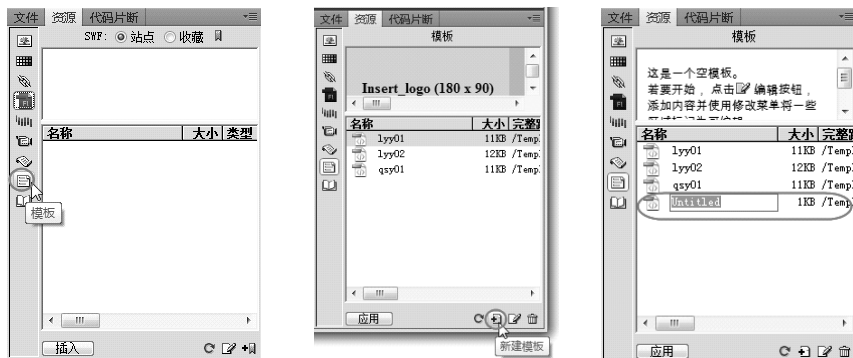 文件 资源 代码片断
SWF: 站点 收藏
名称 大小 类型
模板
插入
文件 资源 代码片断
模板
Insert_logo (180 x 90)
名称 大小 完整路
lyy01 11KB /Temp
lyy02 12KB /Temp
qsy01 11KB /Temp
应用
新建模板
文件 资源 代码片断
模板
这是一个空模板。
若要开始，点击 编辑按钮，
添加内容并使用修改菜单将一些
名称 大小 完整路
lyy01 11KB /Templ
lyy02 12KB /Templ
qsy01 11KB /Templ
Untitled 1KB /Templ
应用